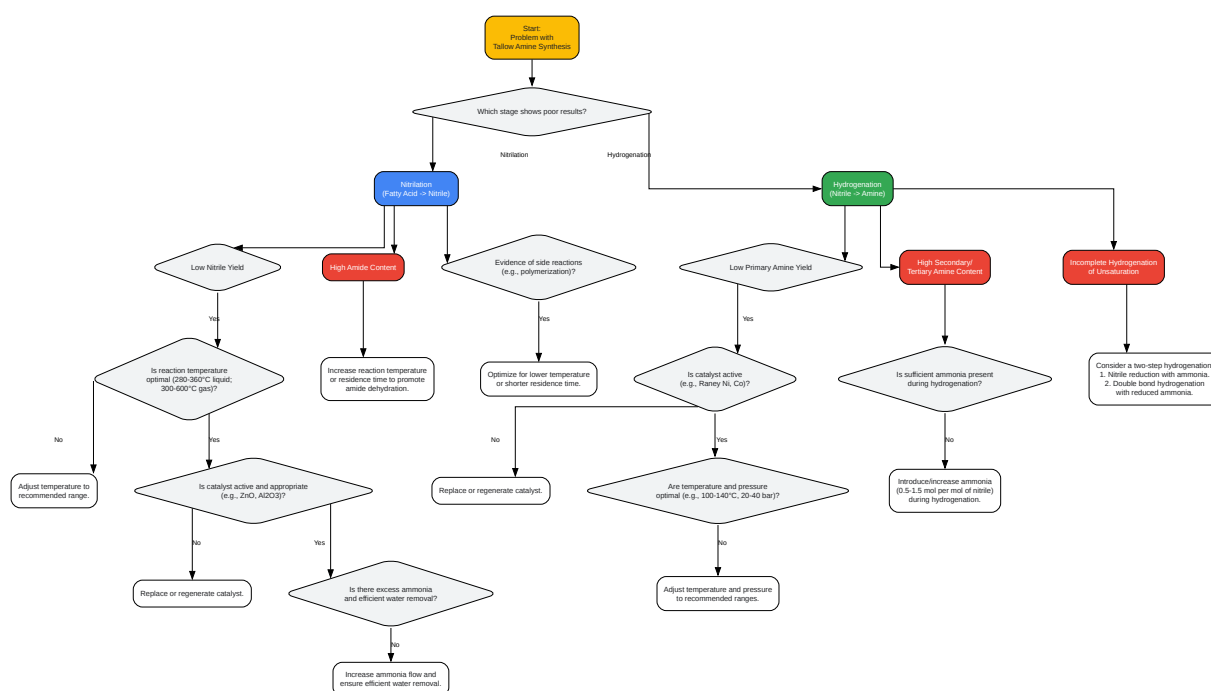 Start:
Problem with
Tallow Amine Synthesis
Which stage shows poor results?
Nitrilation
Hydrogenation
Nitrilation
(Fatty Acid -> Nitrile)
Hydrogenation
(Nitrile -> Amine)
Low Nitrile Yield
High Amide Content
Evidence of side reactions
(e.g., polymerization)?
Low Primary Amine Yield
High Secondary/
Tertiary Amine Content
Incomplete Hydrogenation
of Unsaturation
Yes
Yes
Yes
Is reaction temperature
optimal (280-360°C liquid;
300-600°C gas)?
Increase reaction temperature
or residence time to promote
amide dehydration.
Optimize for lower temperature
or shorter residence time.
Is catalyst active
(e.g., Raney Ni, Co)?
Is sufficient ammonia present
during hydrogenation?
Consider a two-step hydrogenation:
1. Nitrile reduction with ammonia.
2. Double bond hydrogenation
with reduced ammonia.
No
Yes
No
Yes
No
Adjust temperature to
recommended range.
Is catalyst active and appropriate
(e.g., ZnO, Al2O3)?
Replace or regenerate catalyst.
Are temperature and pressure
optimal (e.g., 100-140°C, 20-40 bar)?
Introduce/increase ammonia
(0.5-1.5 mol per mol of nitrile)
during hydrogenation.
No
Yes
No
Replace or regenerate catalyst.
Is there excess ammonia
and efficient water removal?
Adjust temperature and pressure
to recommended ranges.
No
Increase ammonia flow and
ensure efficient water removal.